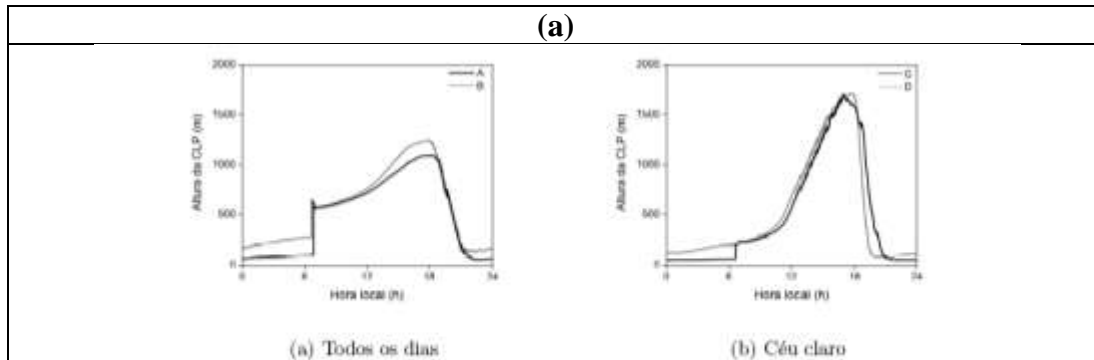 (a)
2000
1500
1000
500
0
Altura da CLP (m)
A
B
0
6
12
18
24
Hora local (h)
(a) Todos os dias
2000
1500
1000
500
0
Altura da CLP (m)
C
D
0
6
12
18
24
Hora local (h)
(b) Céu claro